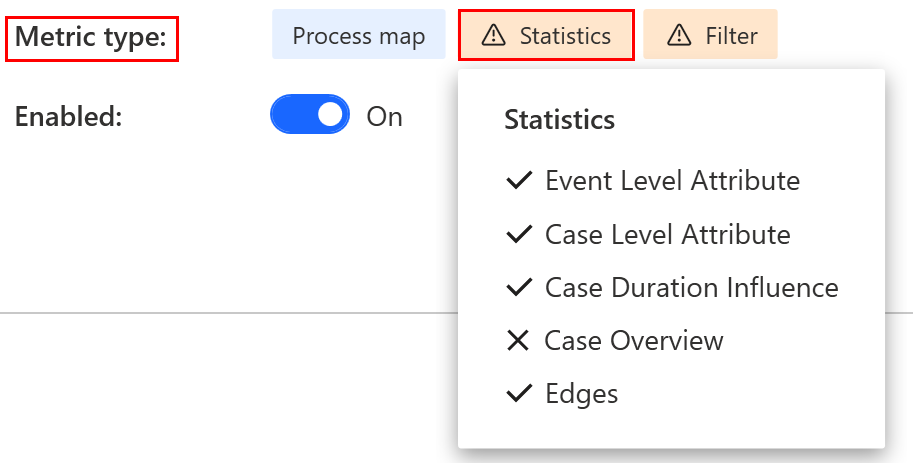 Metric type: Process map Statistics Filter
Enabled: On
Statistics
Event Level Attribute
Case Level Attribute
Case Duration Influence
Case Overview
Edges